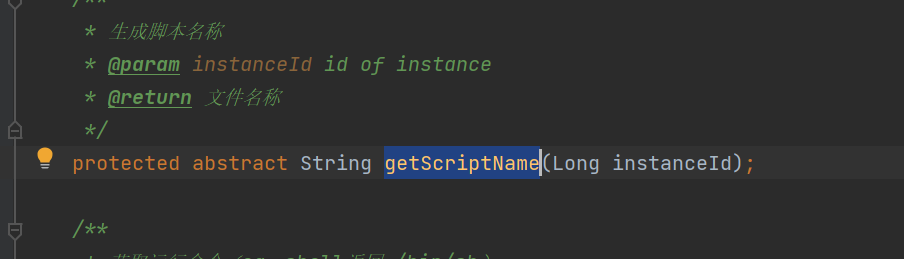 /**
* 生成脚本名称
* @param instanceId id of instance
* @return 文件名称
*/
protected abstract String getScriptName(Long instanceId);
/**